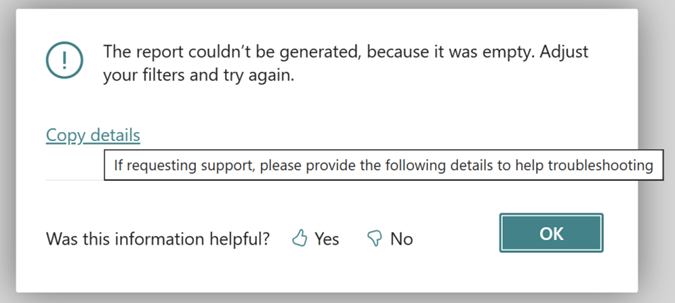 The report couldn’t be generated, because it was empty. Adjust
your filters and try again.
Copy details
If requesting support, please provide the following details to help troubleshooting
Was this information helpful? Yes No OK